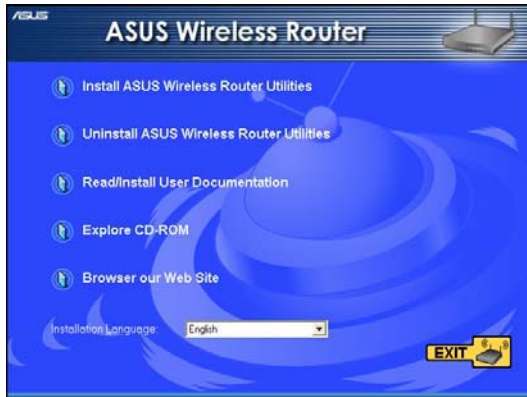 ASUS
ASUS Wireless Router
Install ASUS Wireless Router Utilities
Uninstall ASUS Wireless Router Utilities
Read/Install User Documentation
Explore CD-ROM
Browser our Web Site
Installation Language: English
EXIT